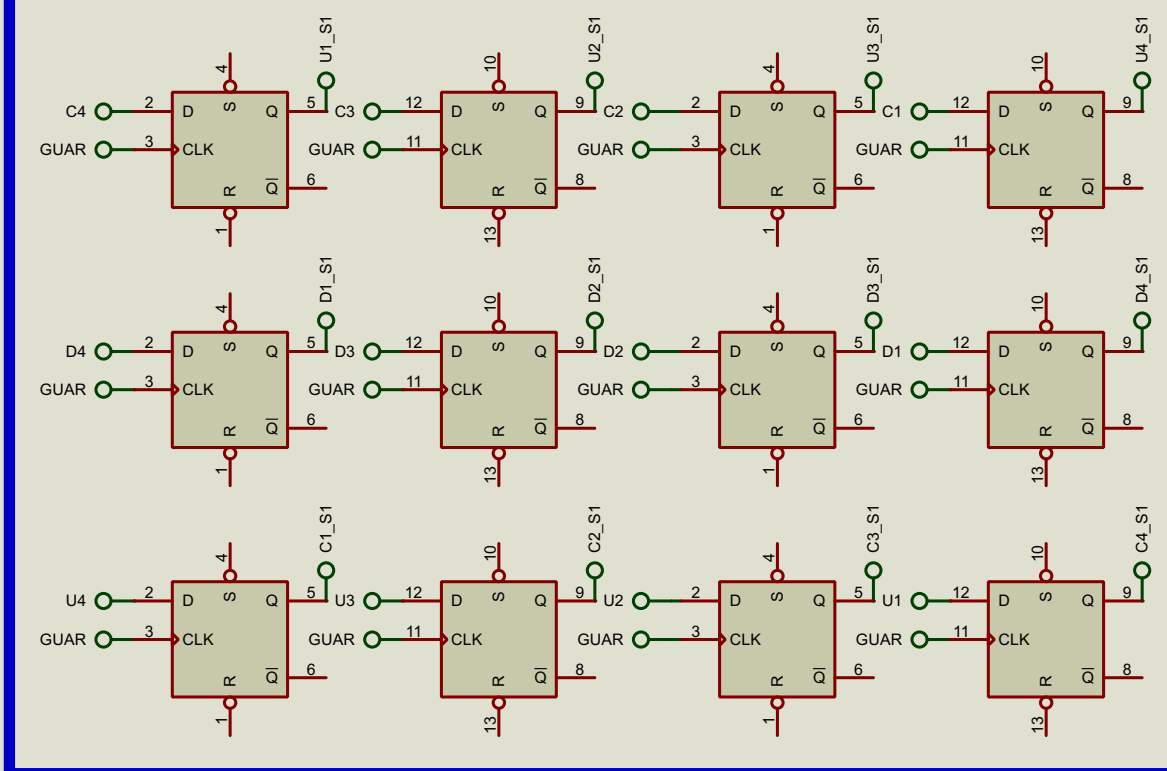 U1_S1 U2_S1 U3_S1 U4_S1
4 10 4 10
C4 2 D S Q 5 C3 12 D S Q 9 C2 2 D S Q 5 C1 12 D S Q 9
GUAR 3 CLK GUAR 11 CLK GUAR 3 CLK GUAR 11 CLK
R Q 6 R Q 8 R Q 6 R Q 8
1 13 1 13
D1_S1 D2_S1 D3_S1 D4_S1
4 10 4 10
D4 2 D S Q 5 D3 12 D S Q 9 D2 2 D S Q 5 D1 12 D S Q 9
GUAR 3 CLK GUAR 11 CLK GUAR 3 CLK GUAR 11 CLK
R Q 6 R Q 8 R Q 6 R Q 8
1 13 1 13
C1_S1 C2_S1 C3_S1 C4_S1
4 10 4 10
U4 2 D S Q 5 U3 12 D S Q 9 U2 2 D S Q 5 U1 12 D S Q 9
GUAR 3 CLK GUAR 11 CLK GUAR 3 CLK GUAR 11 CLK
R Q 6 R Q 8 R Q 6 R Q 8
1 13 1 13